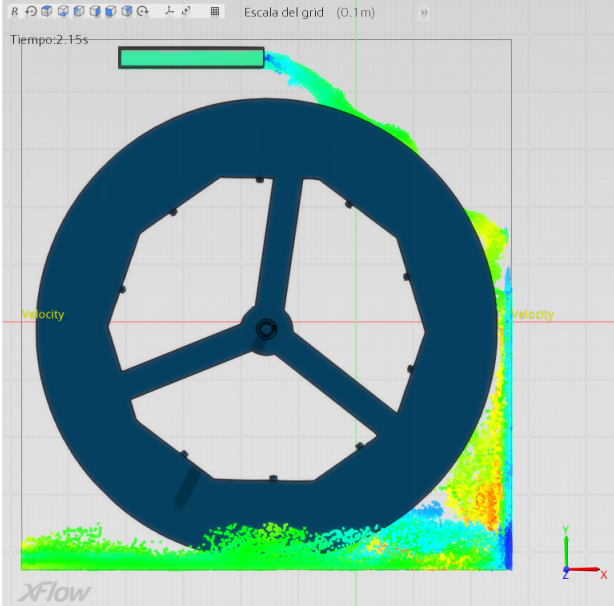 R
Escala del grid (0.1m)
»
Tiempo:2.15s
Velocity
Velocity
Y
Z
X
XFlow